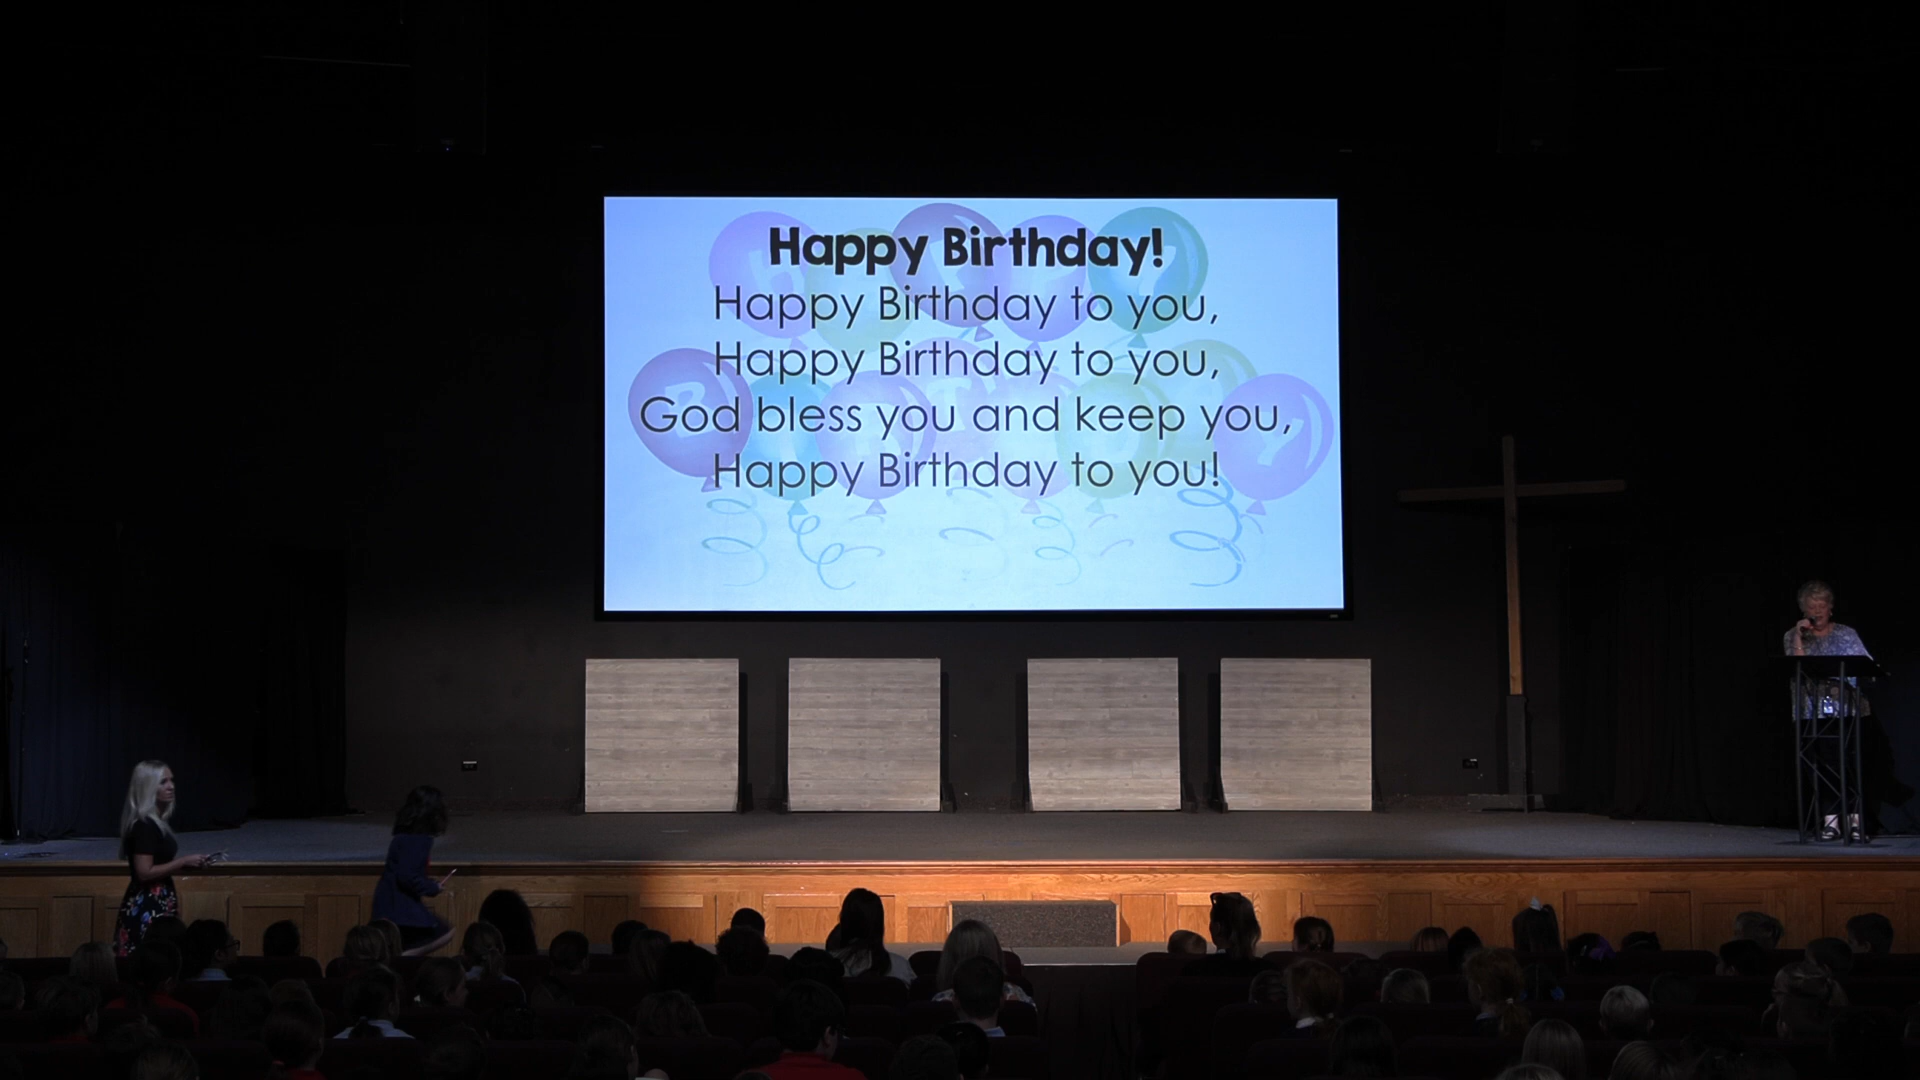 Happy Birthday!
Happy Birthday to you,
Happy Birthday to you,
God bless you and keep you,
Happy Birthday to you!